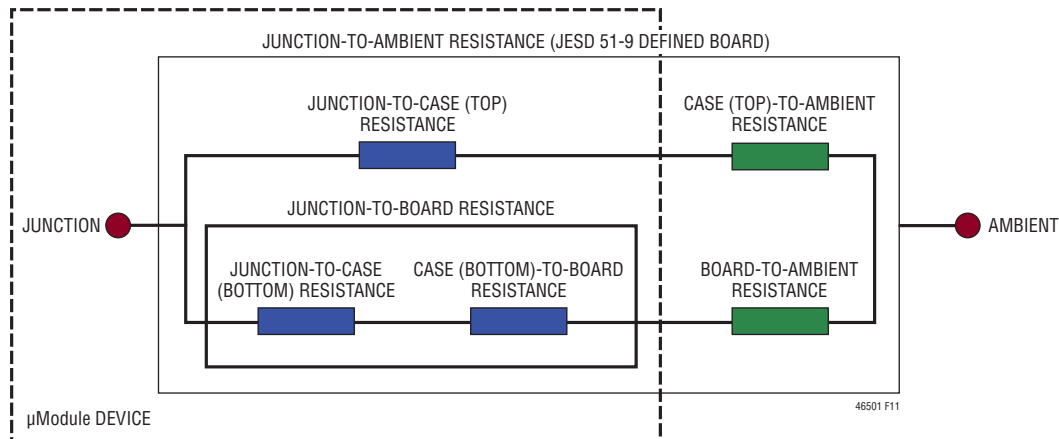 JUNCTION-TO-AMBIENT RESISTANCE (JESD 51-9 DEFINED BOARD)
JUNCTION-TO-CASE (TOP)
RESISTANCE
CASE (TOP)-TO-AMBIENT
RESISTANCE
JUNCTION
JUNCTION-TO-BOARD RESISTANCE
AMBIENT
JUNCTION-TO-CASE
(BOTTOM) RESISTANCE
CASE (BOTTOM)-TO-BOARD
RESISTANCE
BOARD-TO-AMBIENT
RESISTANCE
46501 F11
µModule DEVICE